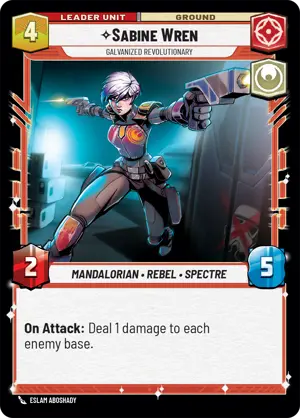 LEADER UNIT GROUND
4
✧SABINE WREN
GALVANIZED REVOLUTIONARY
2
MANDALORIAN • REBEL • SPECTRE
5
On Attack: Deal 1 damage to each
enemy base.
ESLAM ABOSHADY